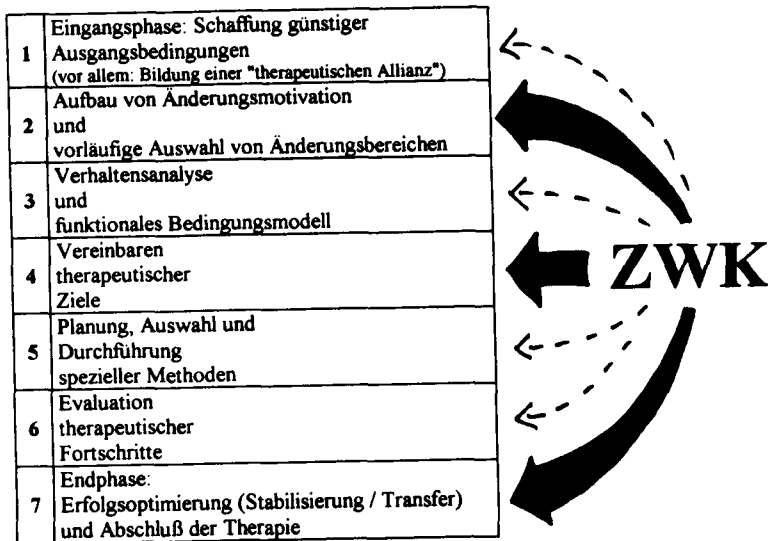 1
Eingangsphase: Schaffung günstiger
Ausgangsbedingungen
(vor allem: Bildung einer "therapeutischen Allianz")
2
Aufbau von Änderungsmotivation
und
vorläufige Auswahl von Änderungsbereichen
3
Verhaltensanalyse
und
funktionales Bedingungsmodell
4
Vereinbaren
therapeutischer
Ziele
5
Planung, Auswahl und
Durchführung
spezieller Methoden
6
Evaluation
therapeutischer
Fortschritte
7
Endphase:
Erfolgsoptimierung (Stabilisierung / Transfer)
und Abschluß der Therapie
ZWK